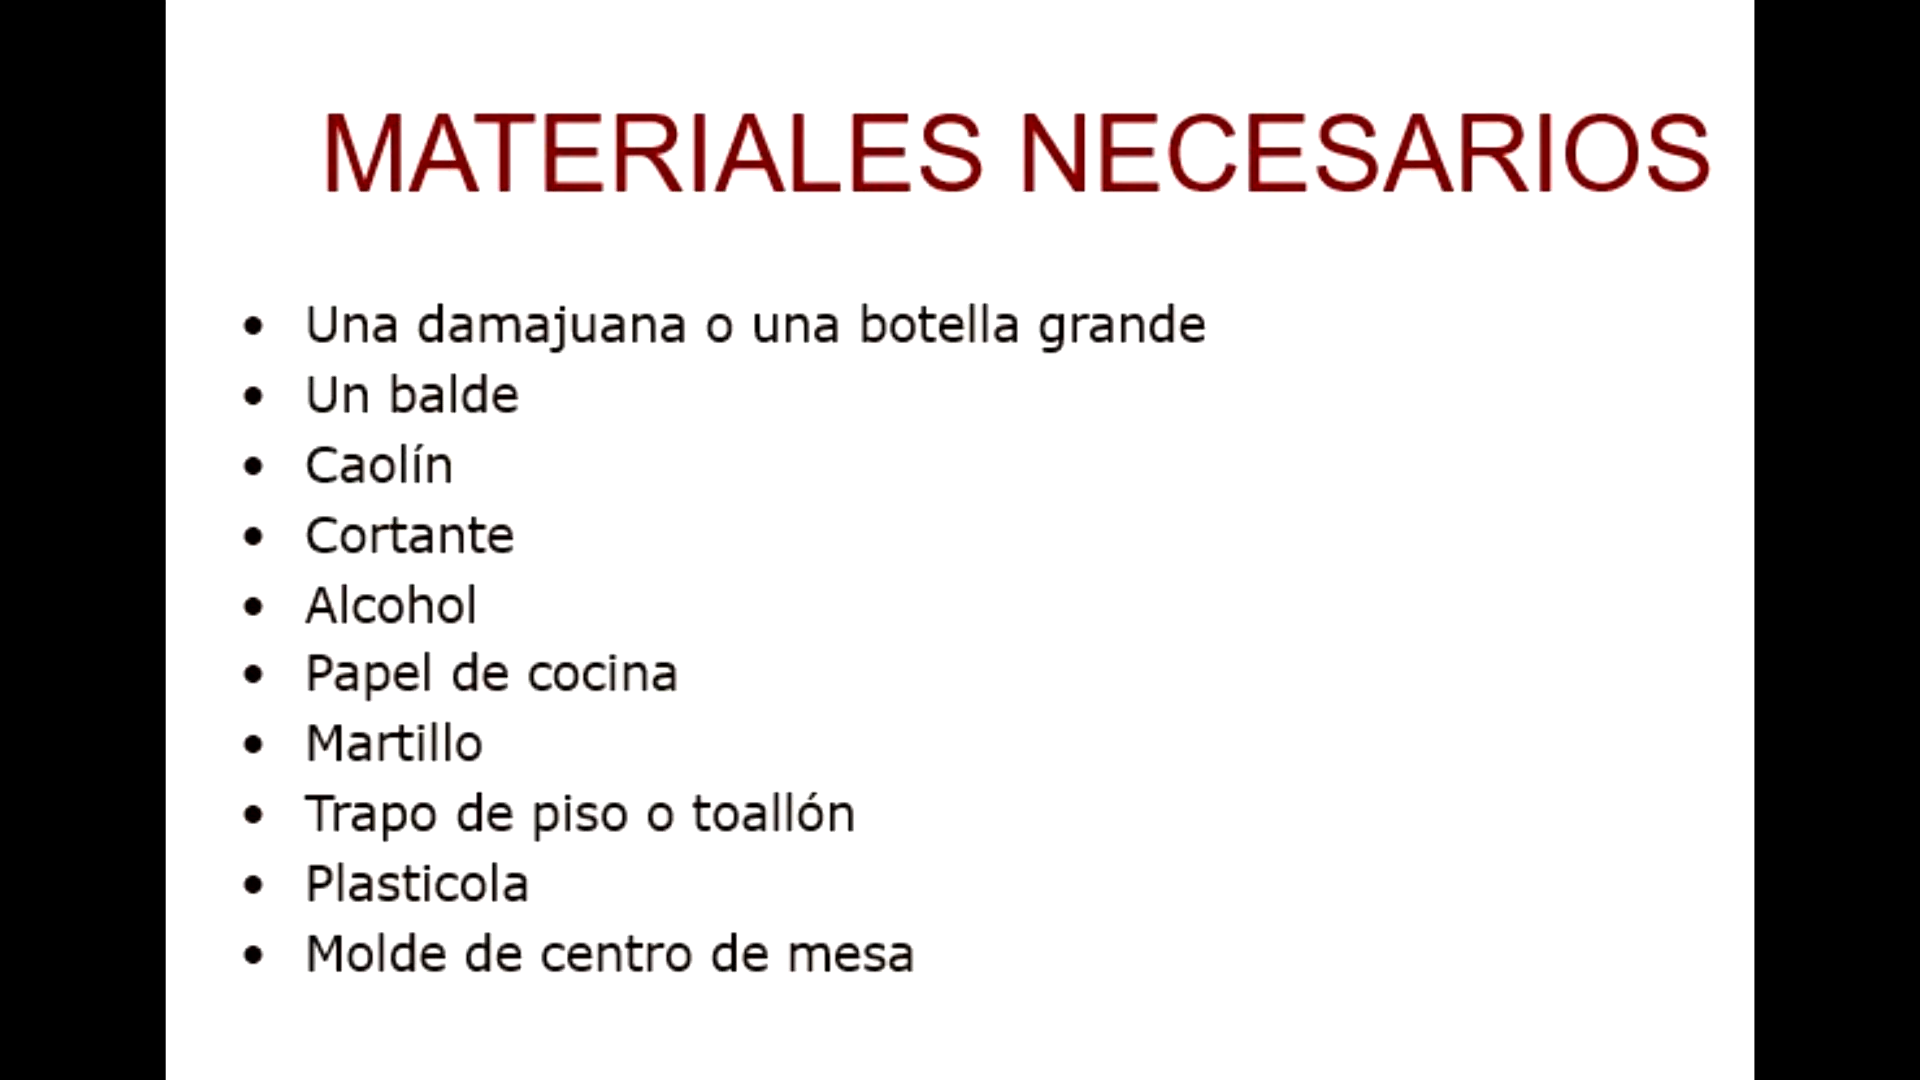 MATERIALES NECESARIOS
• Una damajuana o una botella grande
• Un balde
• Caolín
• Cortante
• Alcohol
• Papel de cocina
• Martillo
• Trapo de piso o toallón
• Plasticola
• Molde de centro de mesa